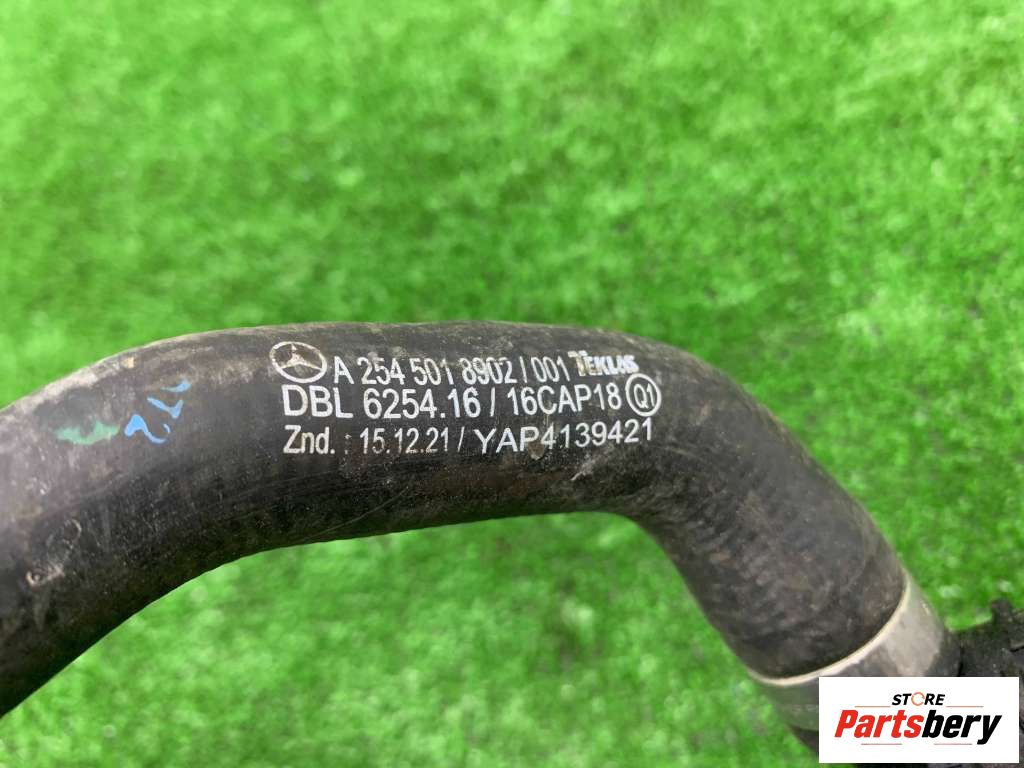 A 254 501 8902 / 001 TEKLAS
DBL 6254.16 / 16CAP18 Q1
Znd. : 15.12.21 / YAP4139421
STORE
Partsbery